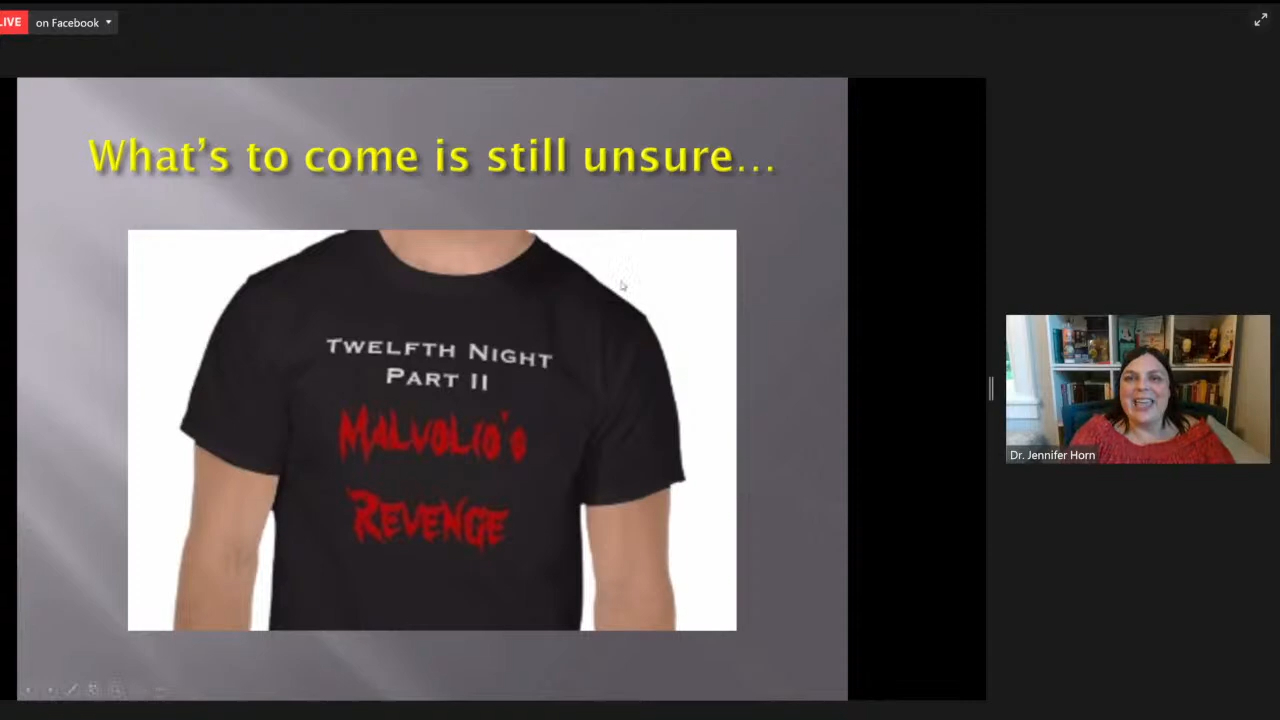 LIVE
on Facebook
What's to come is still unsure...
Twelfth Night
Part II
Malvolio's
Revenge
Dr. Jennifer Horn